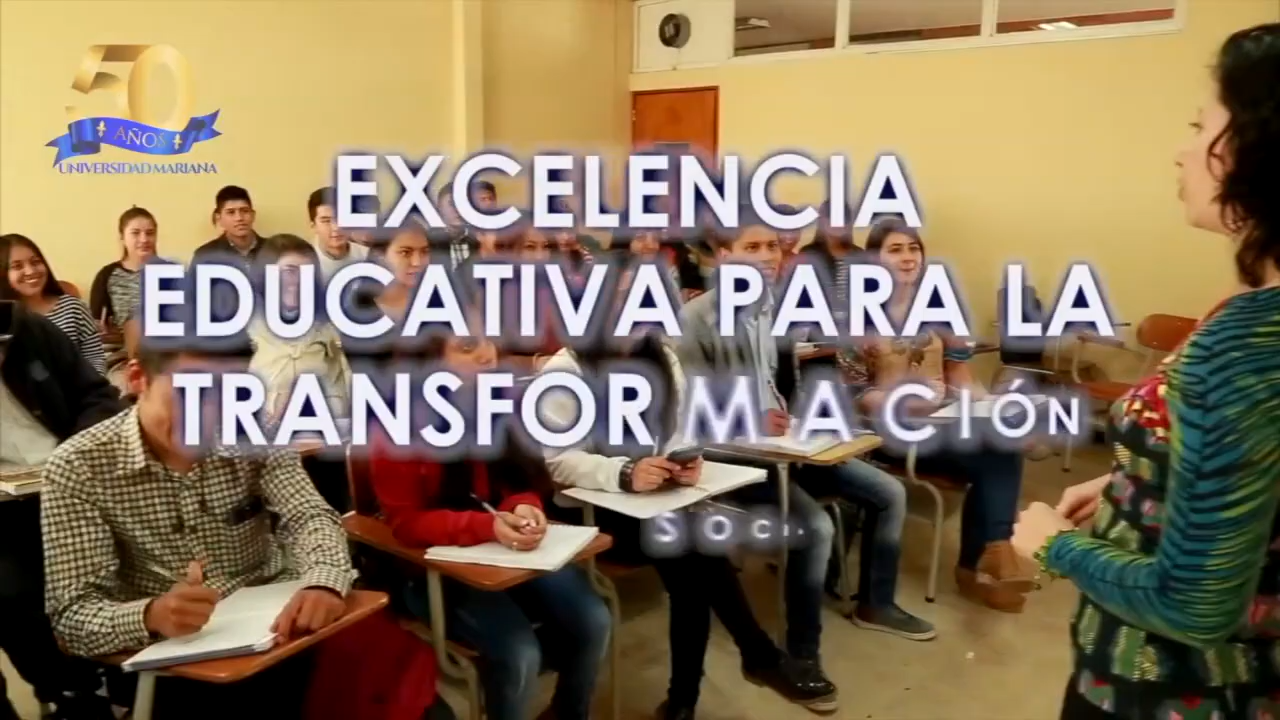 50
AÑOS
UNIVERSIDAD MARIANA
EXCELENCIA
EDUCATIVA PARA LA
TRANSFORMACIÓN